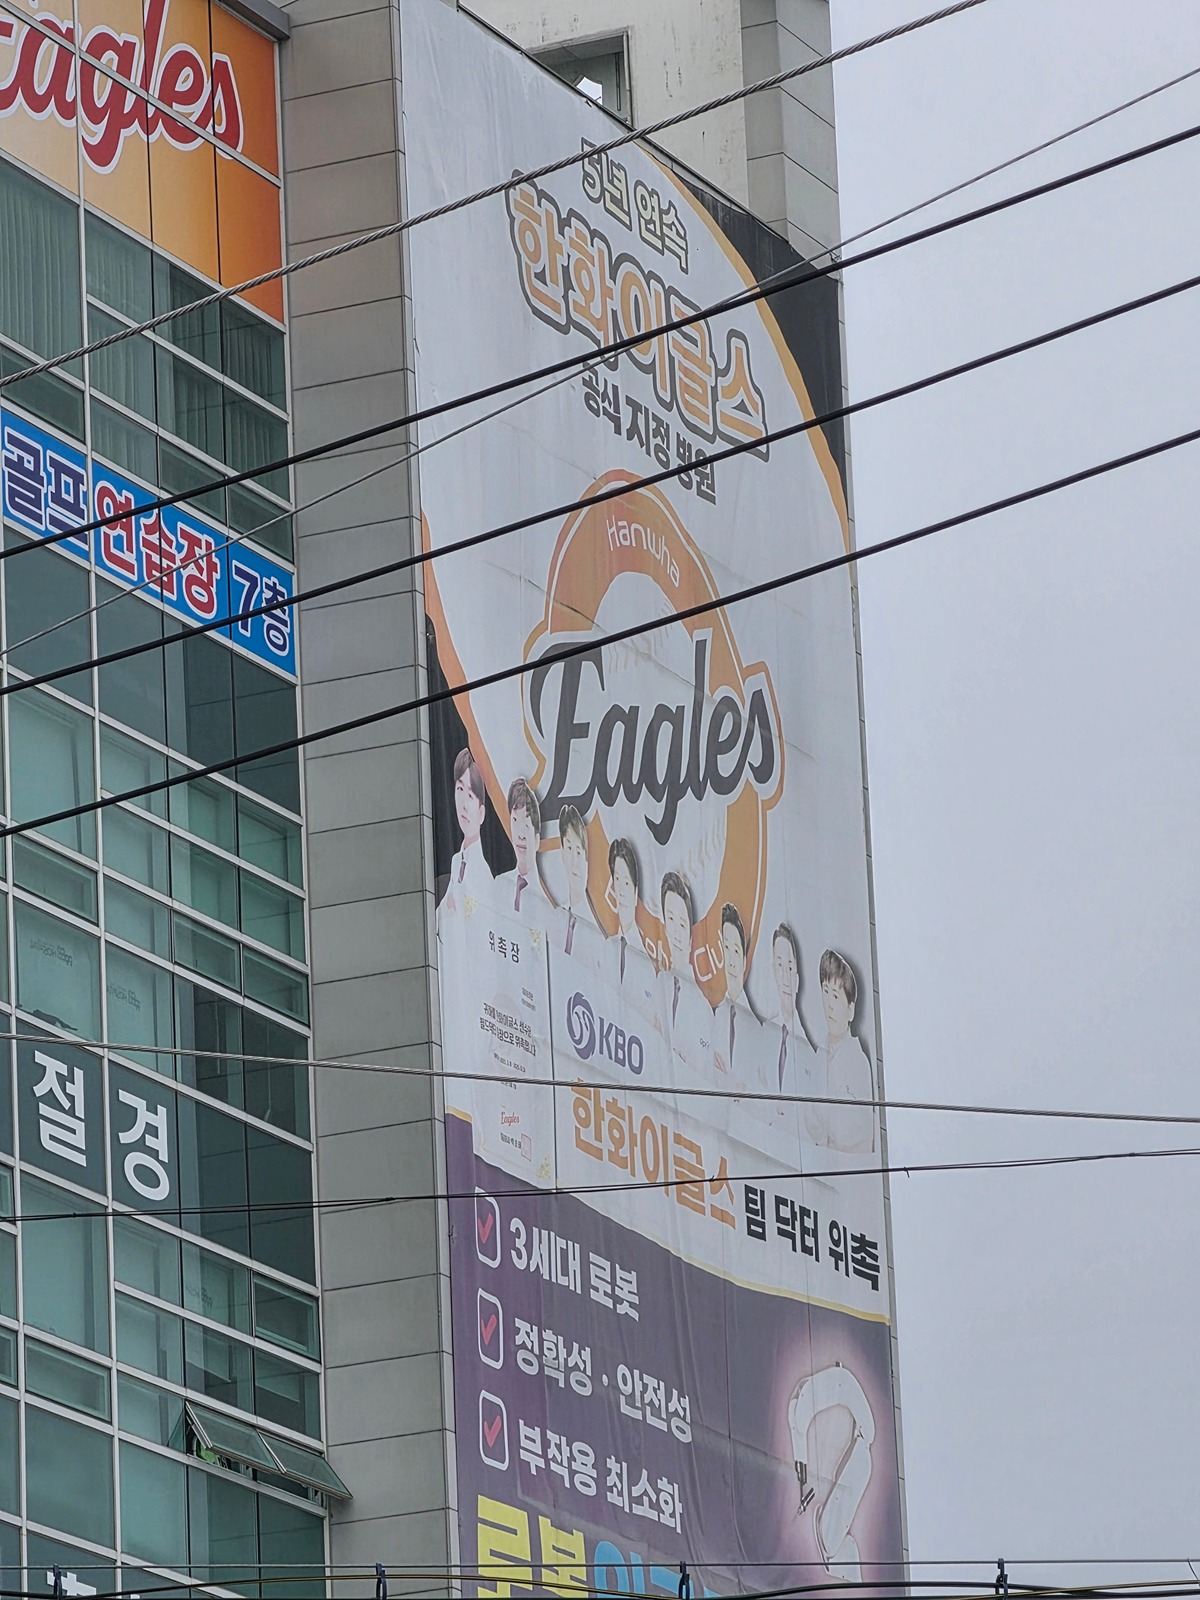 Eagles
골프 연습장 7층
절경
5년 연속
한화이글스
공식 지정 병원
Hanwha
Eagles
위촉장
KBO
Eagles
한화이글스 팀 닥터 위촉
3세대 로봇
정확성 · 안전성
부작용 최소화
로봇